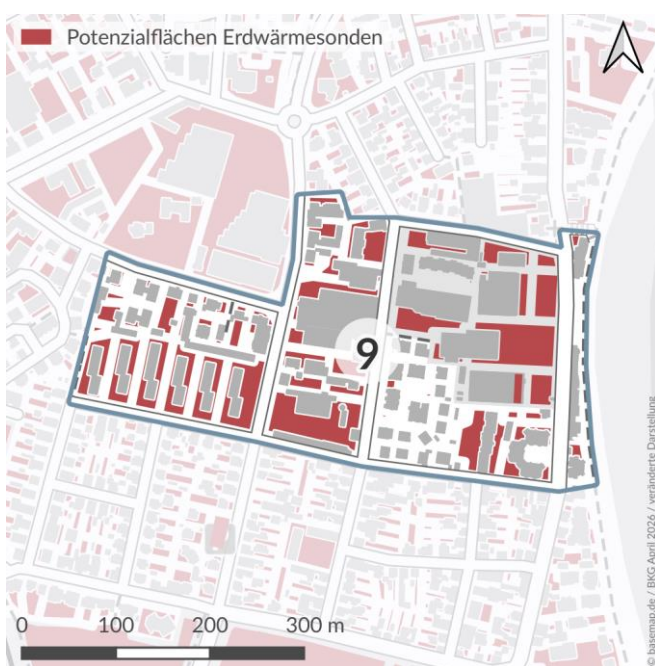 Potenzialflächen Erdwärmesonden
9
0 100 200 300 m
© basemap.de / BKG April 2026 / veränderte Darstellung